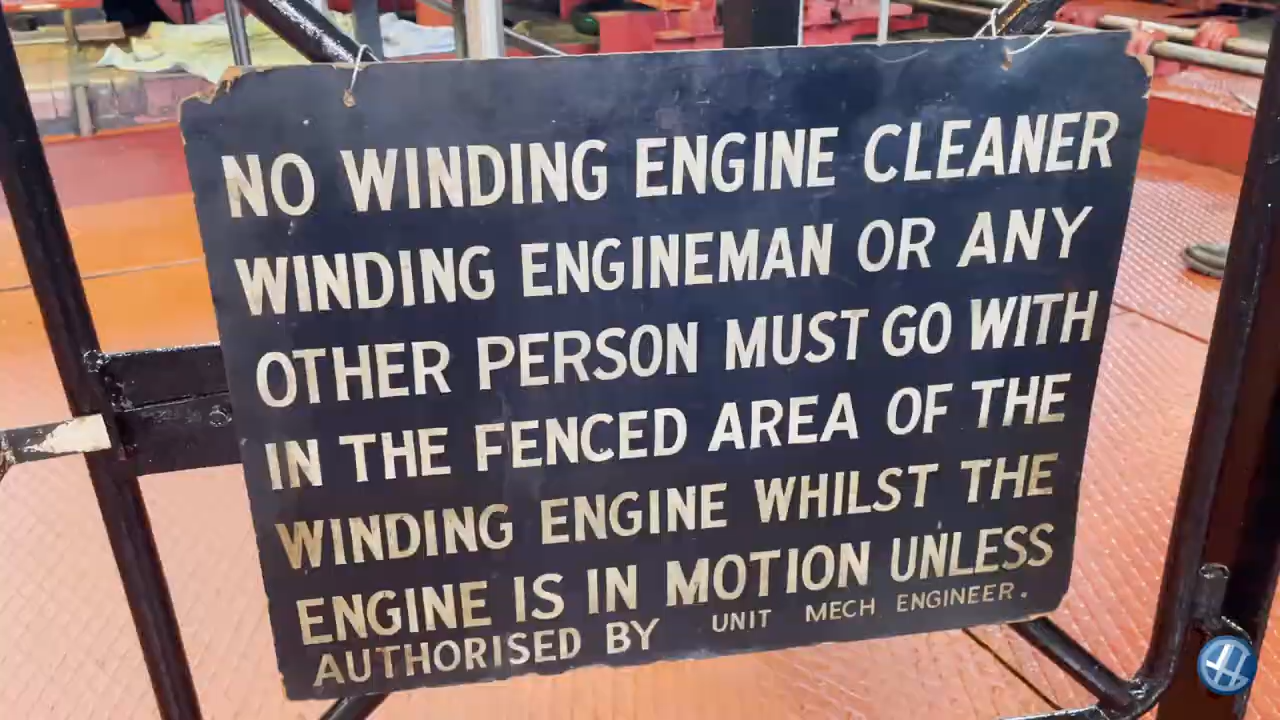 NO WINDING ENGINE CLEANER
WINDING ENGINEMAN OR ANY
OTHER PERSON MUST GO WITH
IN THE FENCED AREA OF THE
WINDING ENGINE WHILST THE
ENGINE IS IN MOTION UNLESS
AUTHORISED BY UNIT MECH ENGINEER.